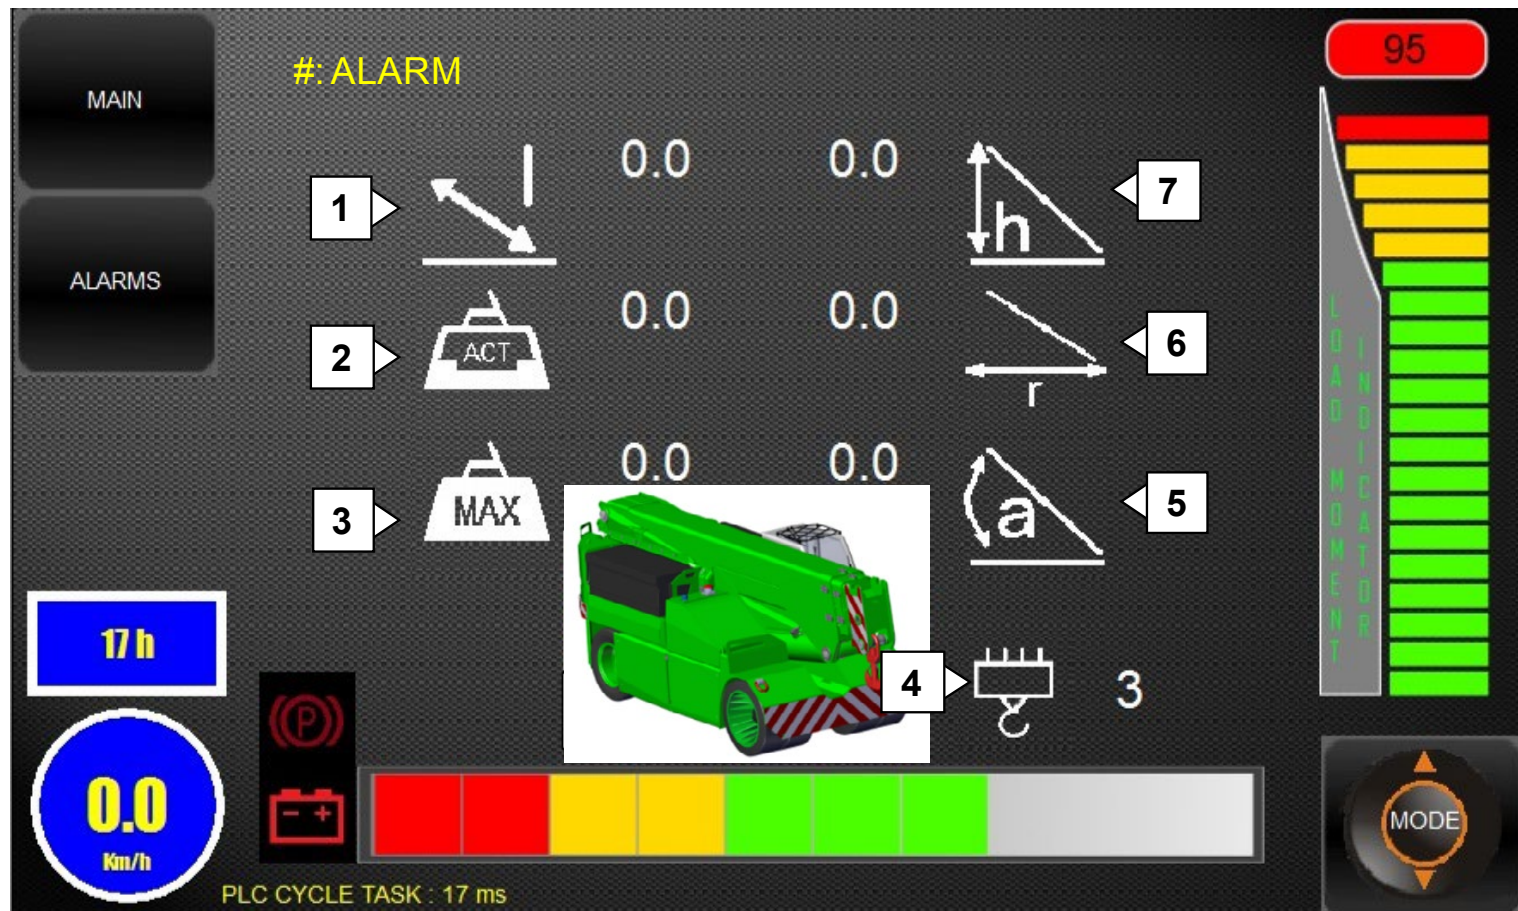 MAIN
#: ALARM
95
ALARMS
1
l
0.0
0.0
h
7
2
ACT
0.0
0.0
r
6
3
MAX
0.0
0.0
a
5
LOAD MOMENT
INDICATOR
17 h
4
3
P
0.0
Km/h
- +
MODE
PLC CYCLE TASK : 17 ms